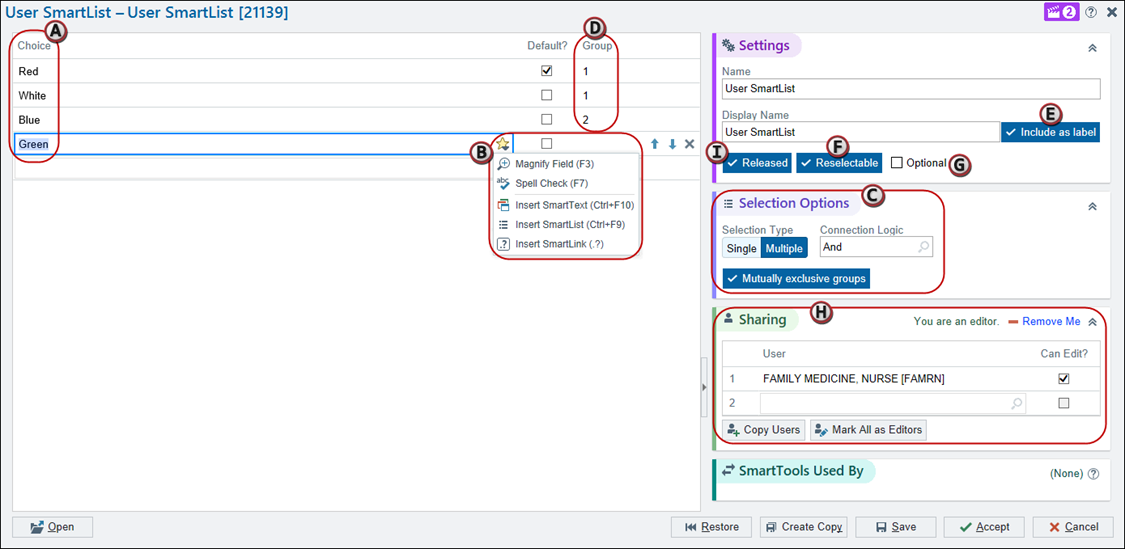 User SmartList – User SmartList [21139]
2
A
D
Choice Default? Group
Red 1
White 1
Blue 2
Green
B
Magnify Field (F3)
abc
Spell Check (F7)
Insert SmartText (Ctrl+F10)
Insert SmartList (Ctrl+F9)
.? Insert SmartLink (.?)
Settings
Name
User SmartList
E
Display Name
User SmartList Include as label
I F G
Released Reselectable Optional
C
Selection Options
Selection Type Connection Logic
Single Multiple And
Mutually exclusive groups
H
Sharing You are an editor. Remove Me
User Can Edit?
1 FAMILY MEDICINE, NURSE [FAMRN]
2
Copy Users Mark All as Editors
SmartTools Used By (None) ?
Open Restore Create Copy Save Accept Cancel